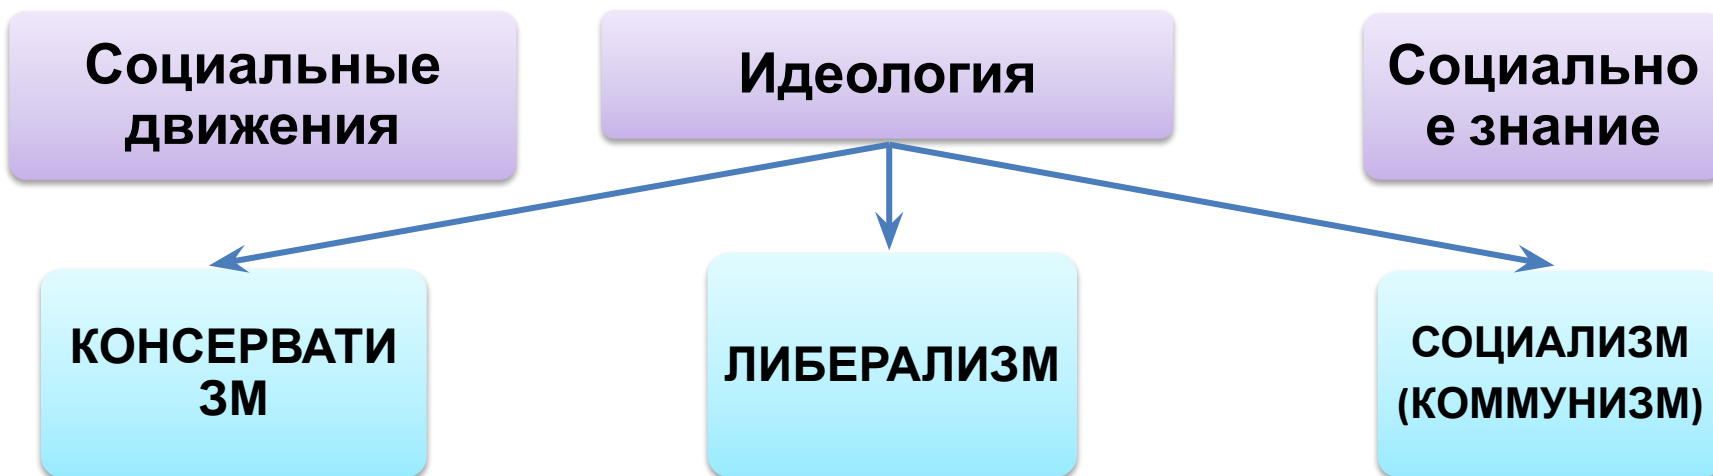 Социальные
движения
Идеология
Социально
е знание
КОНСЕРВАТИ
ЗМ
ЛИБЕРАЛИЗМ
СОЦИАЛИЗМ
(КОММУНИЗМ)